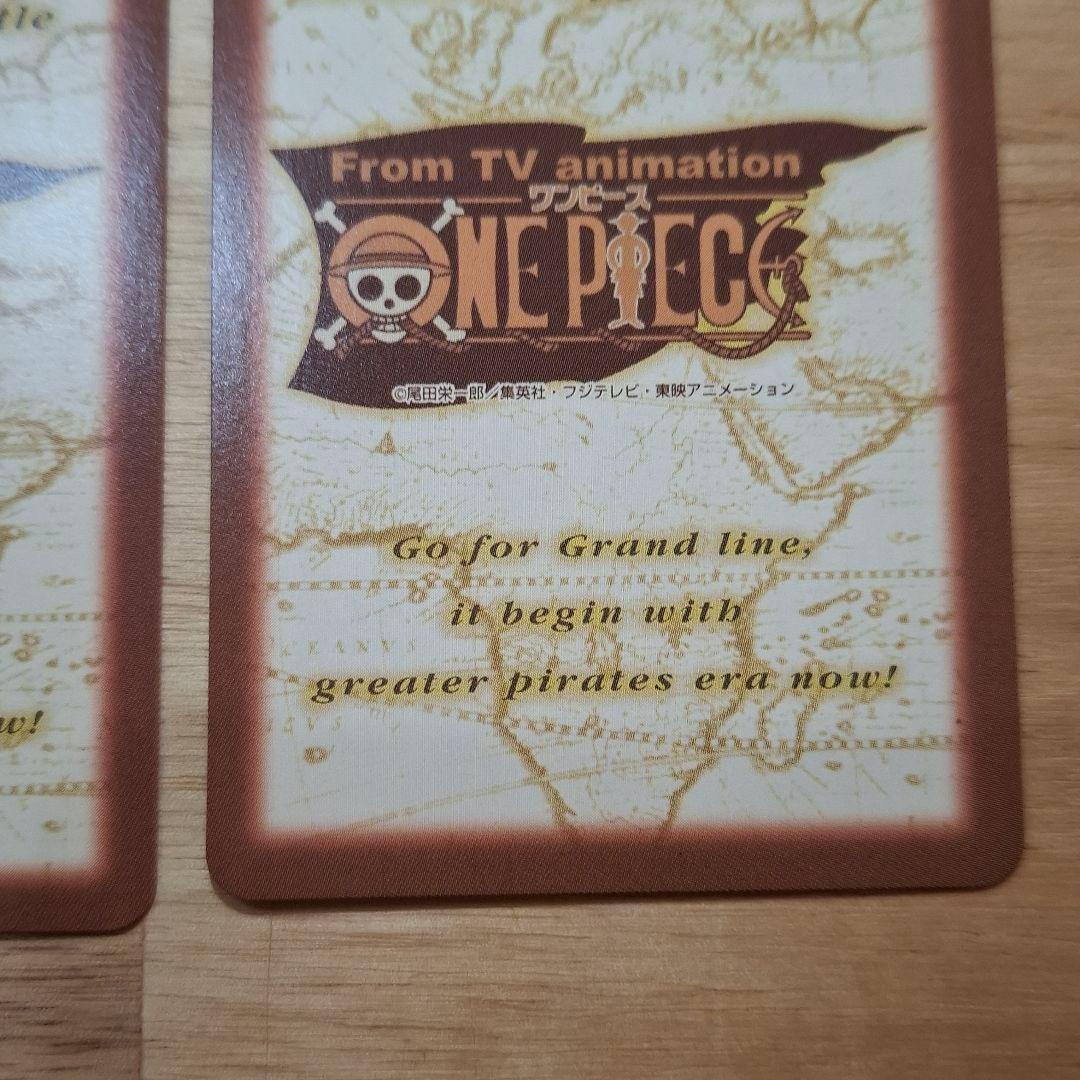 tle
w!
From TV animation
ワンピース
ONE PIECE
©尾田栄一郎／集英社・フジテレビ・東映アニメーション
Go for Grand line,
it begin with
greater pirates era now!